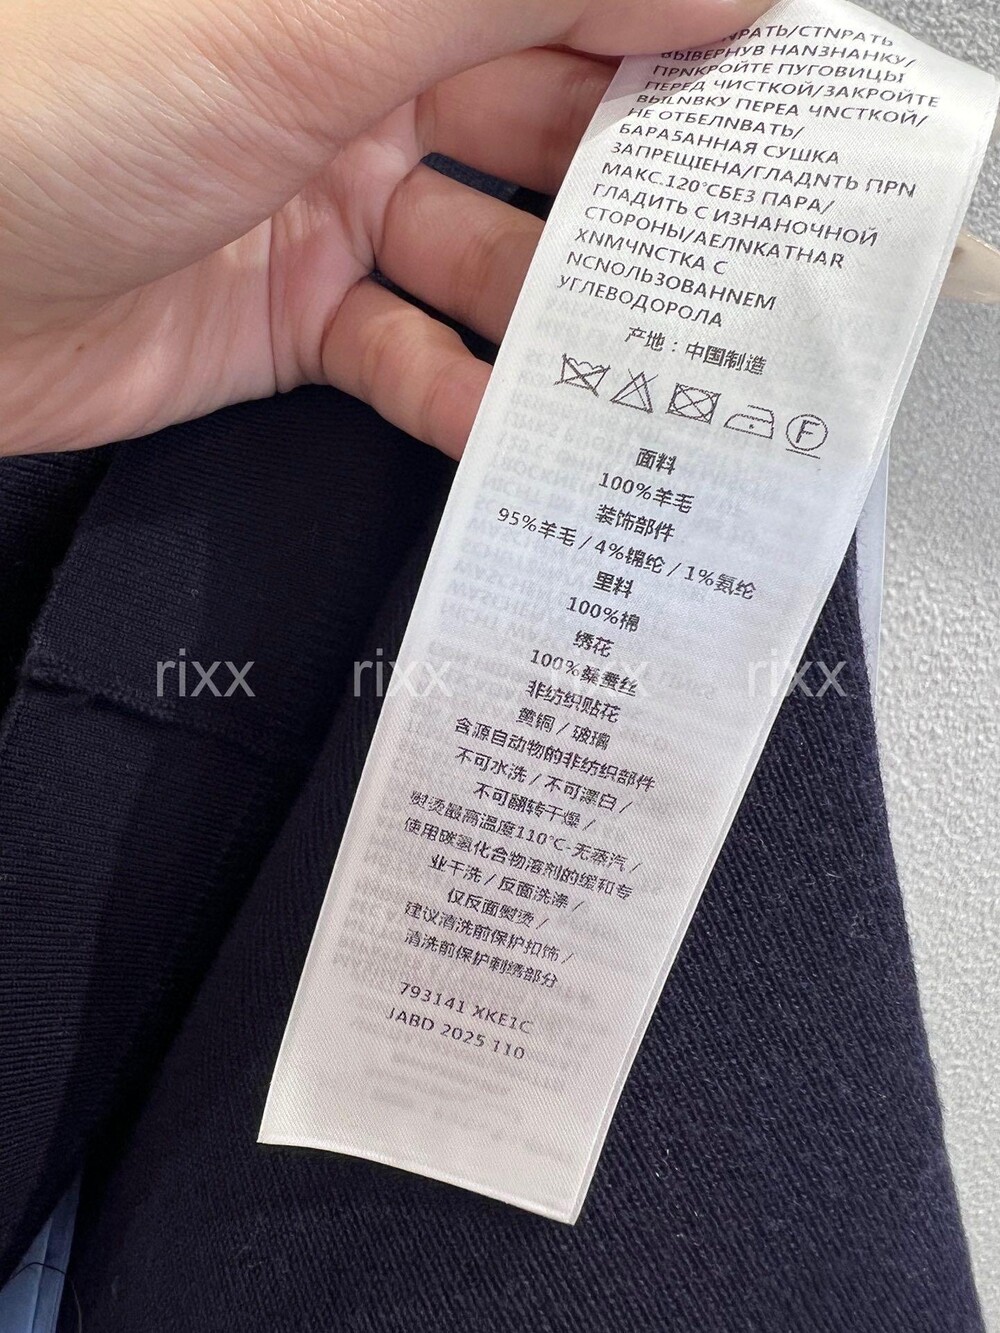 NPATЬ/CTNPATЬ
ВЫВЕРНУВ НАNЗНАНКУ/
ПРNКРОЙТЕ ПУГОВИЦЫ
ПЕРЕД ЧИСТКОЙ/ЗАКРОЙТЕ
ВЫLNВКУ ПЕРЕА ЧNСТКОЙ/
НЕ ОТБЕЛNВАТЬ/
БАРА5АННАЯ СУШКА
ЗАПРЕЩIЕНА/ГЛАДNТЬ ПРN
МАКС.120°СБЕЗ ПАРА/
ГЛАДИТЬ С ИЗНАНОЧНОЙ
СТОРОНЫ/АЕЛNКАТНАЯ
ХNМЧNСТКА С
NСNОЛЬЗОВАНNЕМ
УГЛЕВОДОРОЛА
产地：中国制造
F
面料
100%羊毛
装饰部件
95%羊毛 / 4%锦纶 / 1%氨纶
里料
100%棉
绣花
100%桑蚕丝
非纺织贴花
黄铜 / 玻璃
含源自动物的非纺织部件
不可水洗 / 不可漂白 /
不可翻转干燥 /
熨烫最高温度110℃-无蒸汽 /
使用碳氢化合物溶剂的缓和专
业干洗 / 反面洗涤 /
仅反面熨烫 /
建议清洗前保护扣饰 /
清洗前保护刺绣部分
793141 XKE1C
JABD 2025 110
rixx rixx rixx rixx